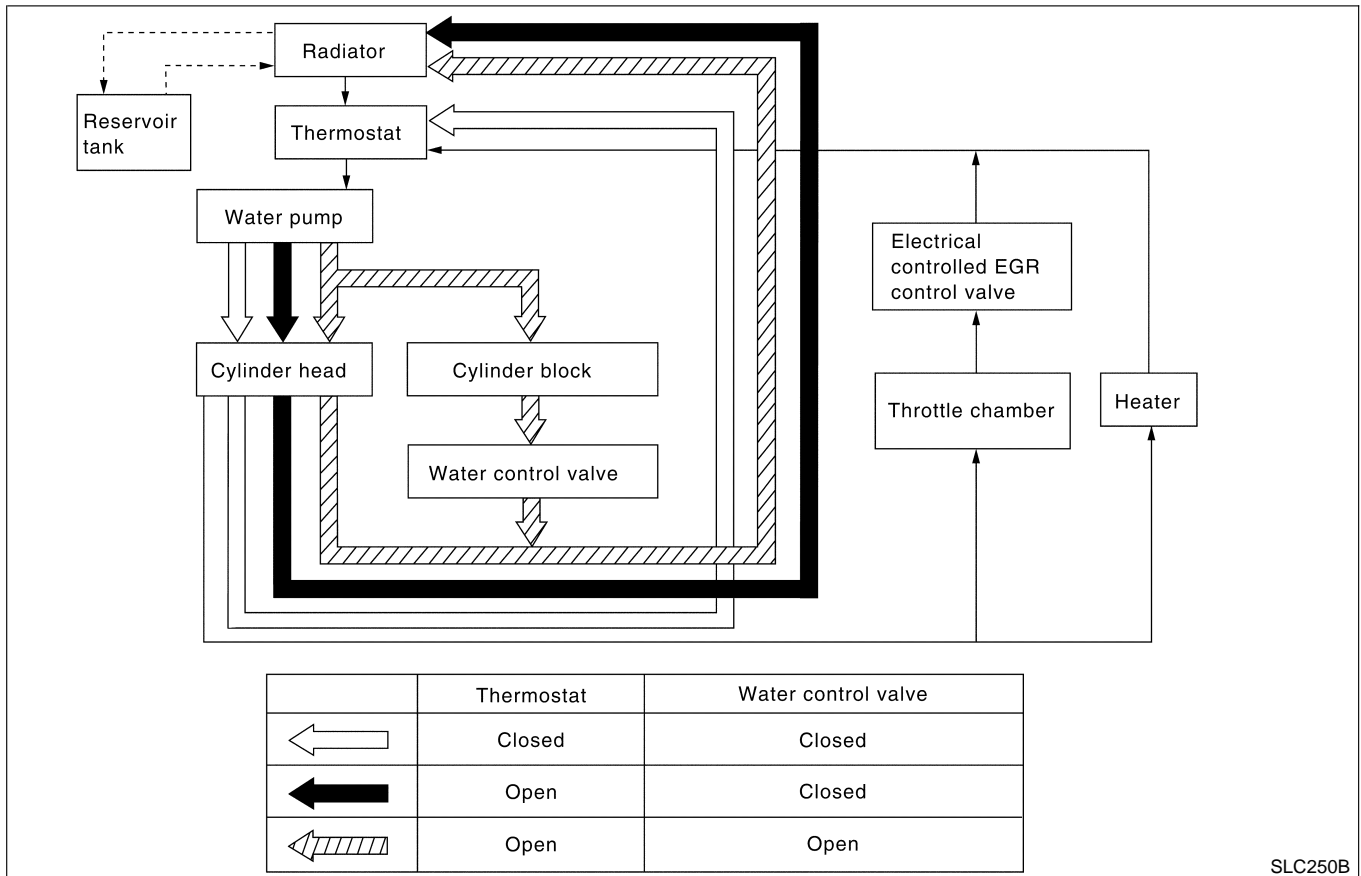 Radiator
Reservoir
tank
Thermostat
Water pump
Electrical
controlled EGR
control valve
Cylinder head
Cylinder block
Throttle chamber
Heater
Water control valve
Thermostat Water control valve
Closed Closed
Open Closed
Open Open
SLC250B